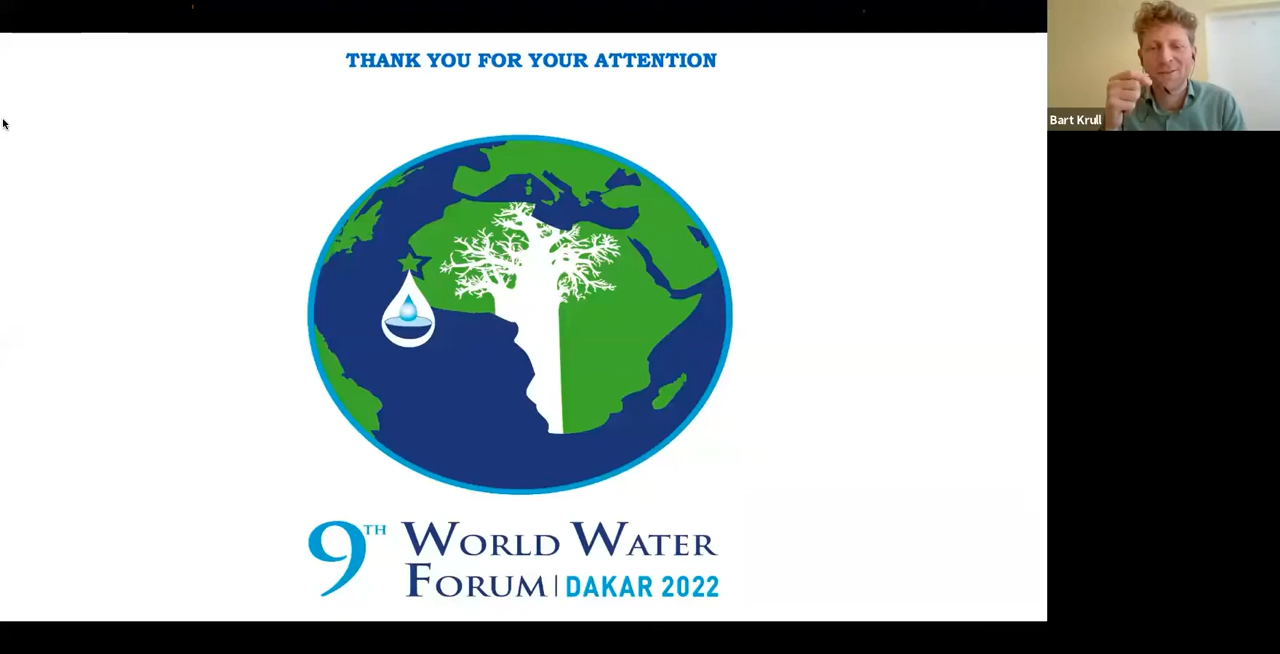 THANK YOU FOR YOUR ATTENTION
Bart Krull
9TH WORLD WATER
FORUM | DAKAR 2022